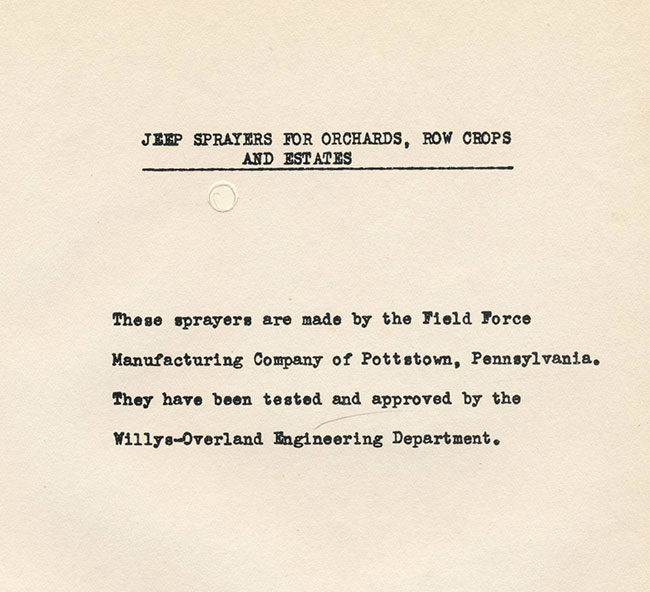 JEEP SPRAYERS FOR ORCHARDS, ROW CROPS
AND ESTATES
These sprayers are made by the Field Force
Manufacturing Company of Pottstown, Pennsylvania.
They have been tested and approved by the
Willys-Overland Engineering Department.